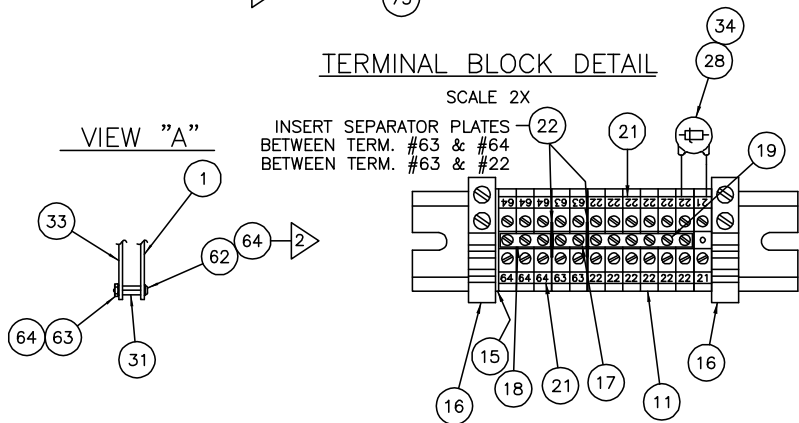 34
28
TERMINAL BLOCK DETAIL
SCALE 2X
INSERT SEPARATOR PLATES
BETWEEN TERM. #63 & #64
BETWEEN TERM. #63 & #22
22
21
19
VIEW "A"
1
33
64
2
62
64
63
31
64 64 64 63 63 22 22 22 22 22 22 21
64 64 64 63 63 22 22 22 22 22 22 21
15
16
18
21
17
11
16